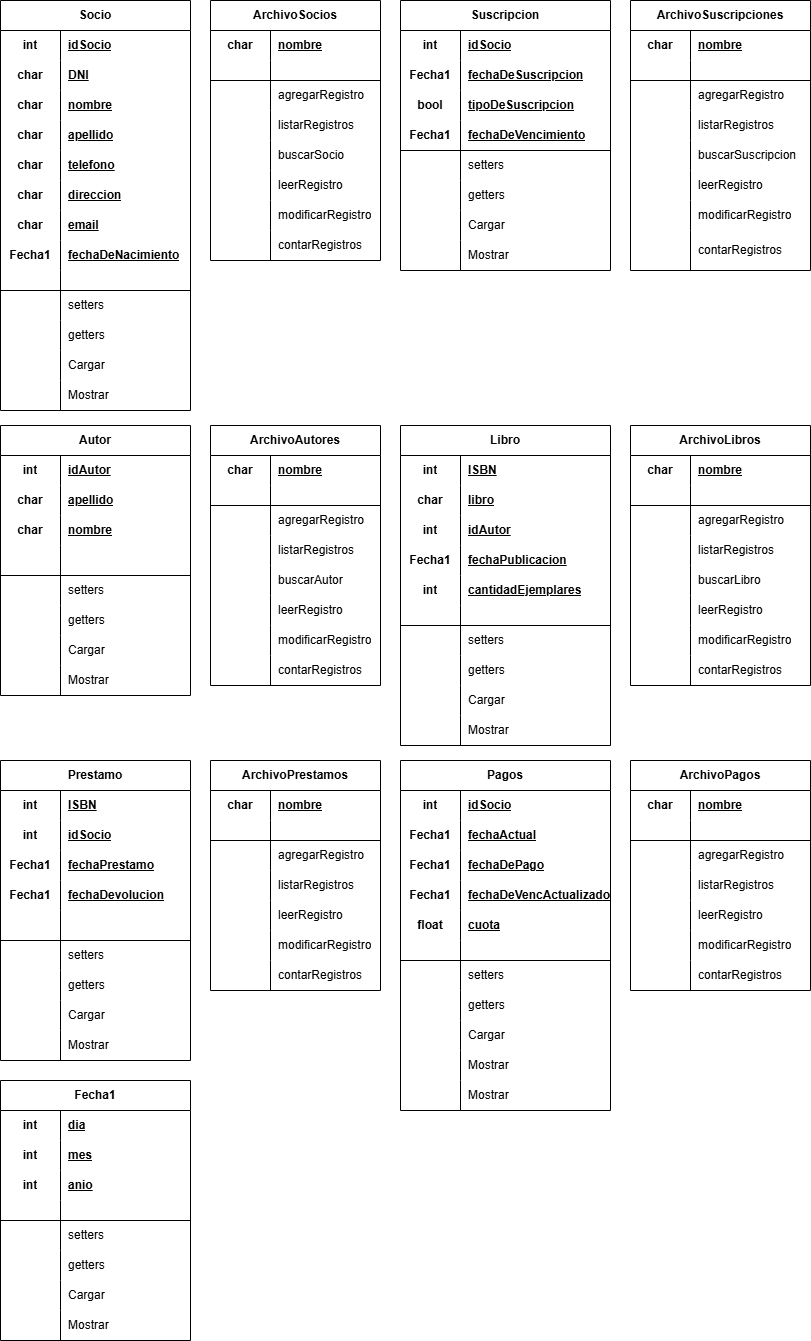 Socio
int idSocio
char DNI
char nombre
char apellido
char telefono
char direccion
char email
Fecha1 fechaDeNacimiento
setters
getters
Cargar
Mostrar
ArchivoSocios
char nombre
agregarRegistro
listarRegistros
buscarSocio
leerRegistro
modificarRegistro
contarRegistros
Suscripcion
int idSocio
Fecha1 fechaDeSuscripcion
bool tipoDeSuscripcion
Fecha1 fechaDeVencimiento
setters
getters
Cargar
Mostrar
ArchivoSuscripciones
char nombre
agregarRegistro
listarRegistros
buscarSuscripcion
leerRegistro
modificarRegistro
contarRegistros
Autor
int idAutor
char apellido
char nombre
setters
getters
Cargar
Mostrar
ArchivoAutores
char nombre
agregarRegistro
listarRegistros
buscarAutor
leerRegistro
modificarRegistro
contarRegistros
Libro
int ISBN
char libro
int idAutor
Fecha1 fechaPublicacion
int cantidadEjemplares
setters
getters
Cargar
Mostrar
ArchivoLibros
char nombre
agregarRegistro
listarRegistros
buscarLibro
leerRegistro
modificarRegistro
contarRegistros
Prestamo
int ISBN
int idSocio
Fecha1 fechaPrestamo
Fecha1 fechaDevolucion
setters
getters
Cargar
Mostrar
ArchivoPrestamos
char nombre
agregarRegistro
listarRegistros
leerRegistro
modificarRegistro
contarRegistros
Pagos
int idSocio
Fecha1 fechaActual
Fecha1 fechaDePago
Fecha1 fechaDeVencActualizado
float cuota
setters
getters
Cargar
Mostrar
Mostrar
ArchivoPagos
char nombre
agregarRegistro
listarRegistros
leerRegistro
modificarRegistro
contarRegistros
Fecha1
int dia
int mes
int anio
setters
getters
Cargar
Mostrar